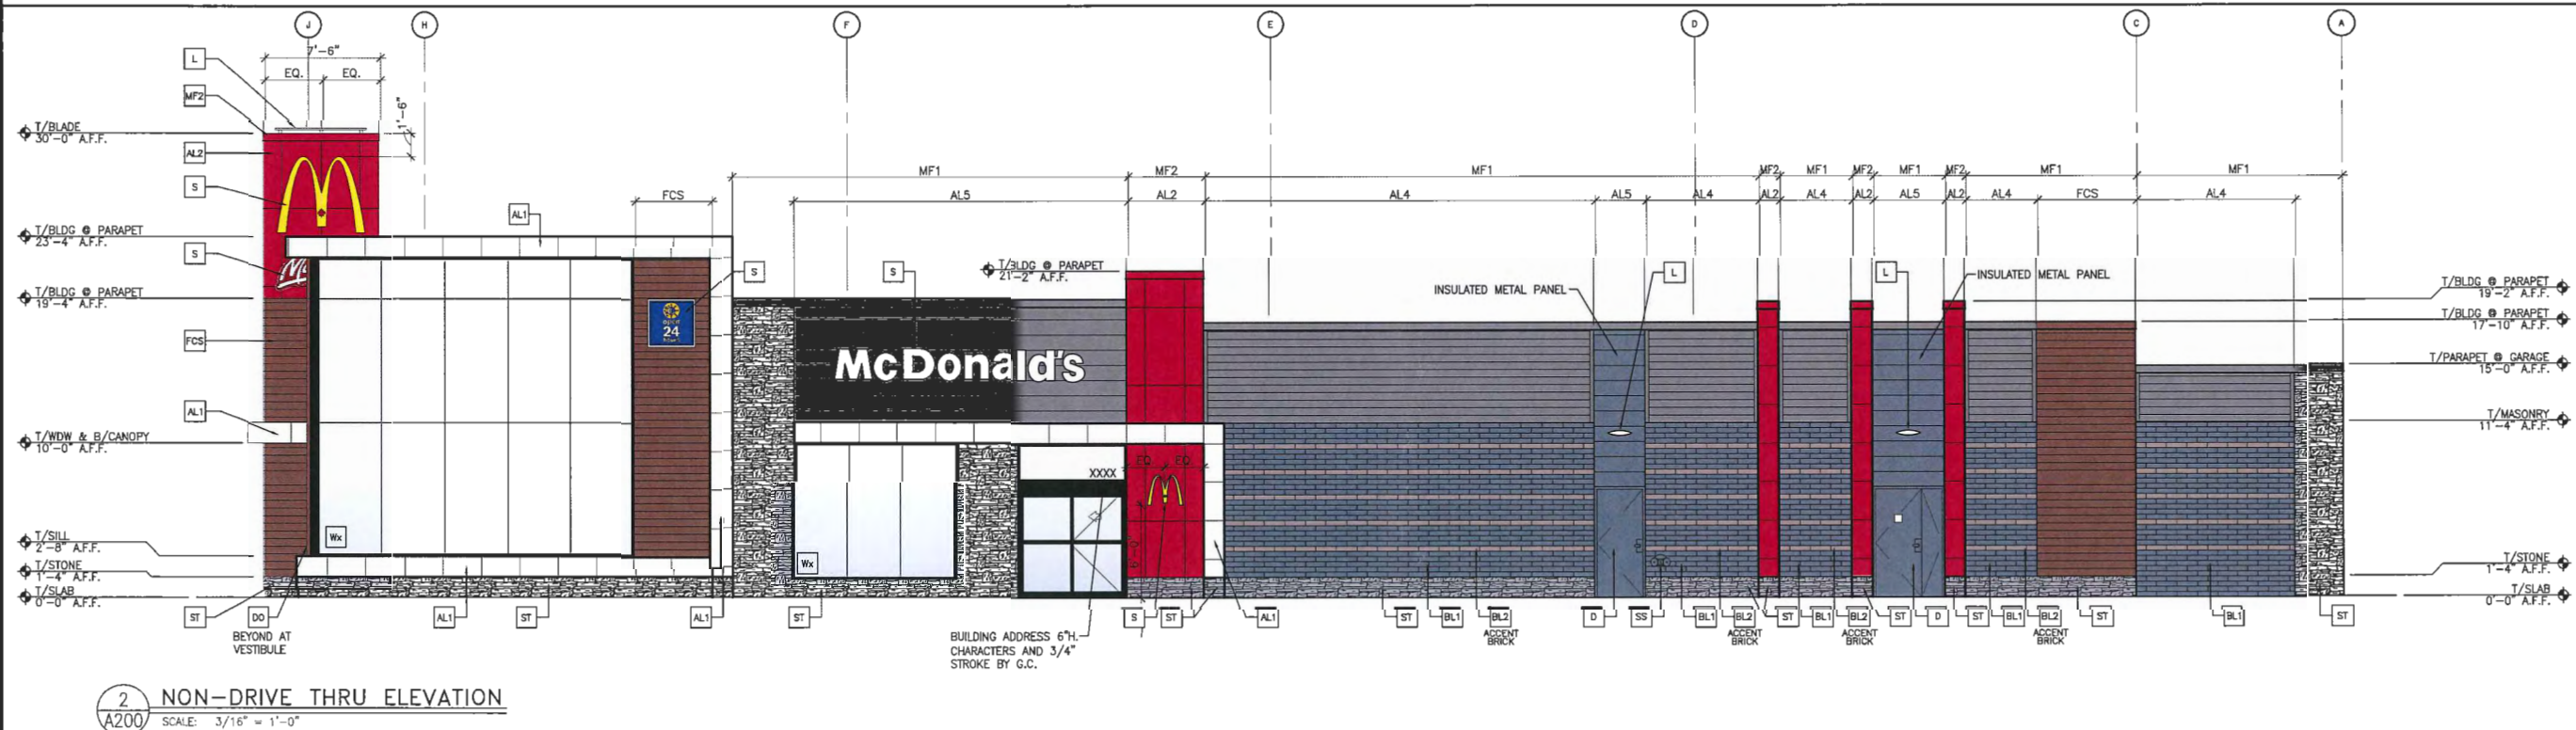 J
H
F
E
D
C
A
7'-6"
EQ.
EQ.
1'-6"
L
MF2
AL2
S
S
FCS
AL1
T/BLADE
30'-0" A.F.F.
T/BLDG @ PARAPET
23'-4" A.F.F.
T/BLDG @ PARAPET
19'-4" A.F.F.
T/WDW & B/CANOPY
10'-0" A.F.F.
T/SILL
2'-8" A.F.F.
T/STONE
1'-4" A.F.F.
T/SLAB
0'-0" A.F.F.
AL1
FCS
MF1
MF2
MF1
MF2
MF1
MF2
MF1
MF2
MF1
MF1
AL5
AL2
AL4
AL5
AL4
AL2
AL4
AL2
AL5
AL2
AL4
FCS
AL4
S
S
T/BLDG @ PARAPET
21'-2" A.F.F.
INSULATED METAL PANEL
L
L
INSULATED METAL PANEL
T/BLDG @ PARAPET
19'-2" A.F.F.
T/BLDG @ PARAPET
17'-10" A.F.F.
T/PARAPET @ GARAGE
15'-0" A.F.F.
T/MASONRY
11'-4" A.F.F.
T/STONE
1'-4" A.F.F.
T/SLAB
0'-0" A.F.F.
open
24
McDonald's
XXXX
EQ.
EQ.
Wx
Wx
ST
DO
AL1
ST
AL1
ST
S
ST
AL1
ST
BL1
BL2
D
SS
BL1
BL2
ST
BL1
BL2
ST
D
ST
BL1
BL2
ST
BL1
ST
BEYOND AT
VESTIBULE
BUILDING ADDRESS 6"H.
CHARACTERS AND 3/4"
STROKE BY G.C.
ACCENT
BRICK
ACCENT
BRICK
ACCENT
BRICK
ACCENT
BRICK
2
A200
NON-DRIVE THRU ELEVATION
SCALE: 3/16" = 1'-0"